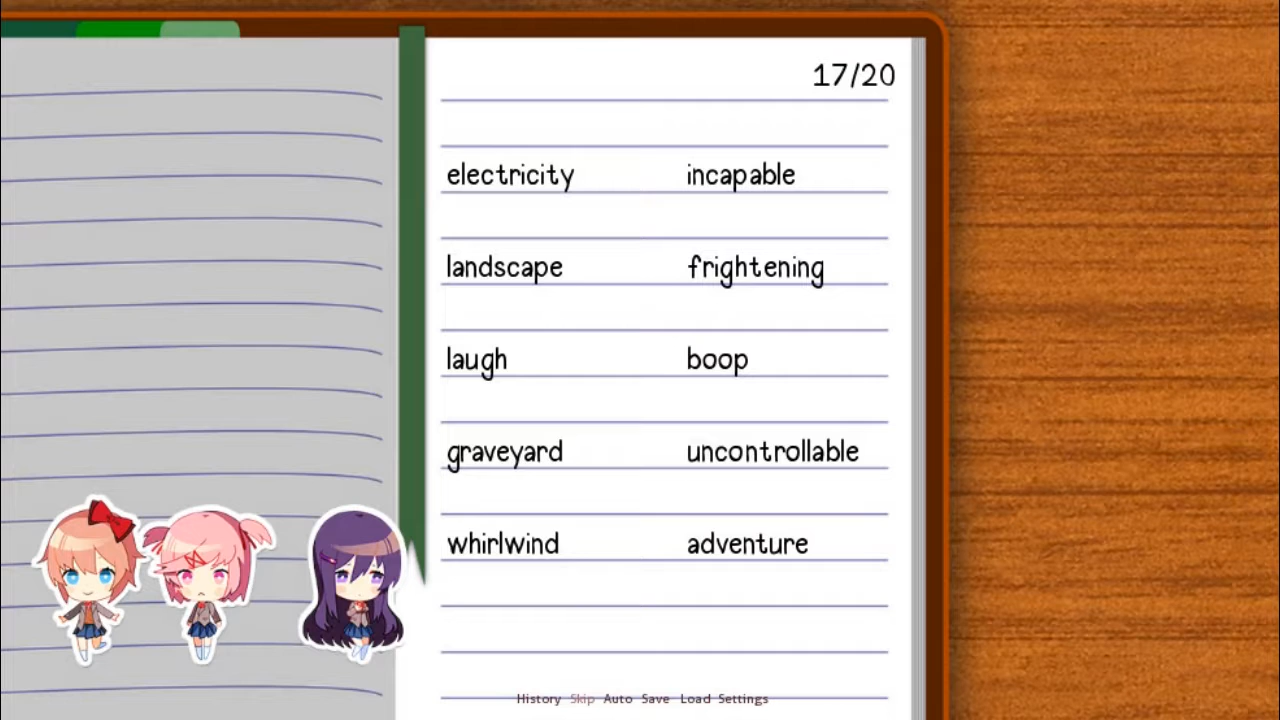 17/20
electricity incapable
landscape frightening
laugh boop
graveyard uncontrollable
whirlwind adventure
History Skip Auto Save Load Settings